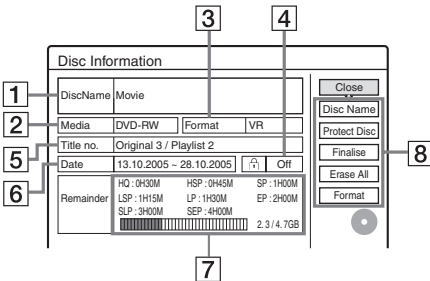 3 4
Disc Information
1 DiscName Movie Close
2 Media DVD-RW Format VR Disc Name
5 Title no. Original 3 / Playlist 2 Protect Disc
6 Date 13.10.2005 ~ 28.10.2005 Off Finalise 8
Remainder HQ : 0H30M HSP : 0H45M SP : 1H00M Erase All
LSP : 1H15M LP : 1H30M EP : 2H00M Format
SLP : 3H00M SEP : 4H00M
2. 3 / 4. 7GB
7